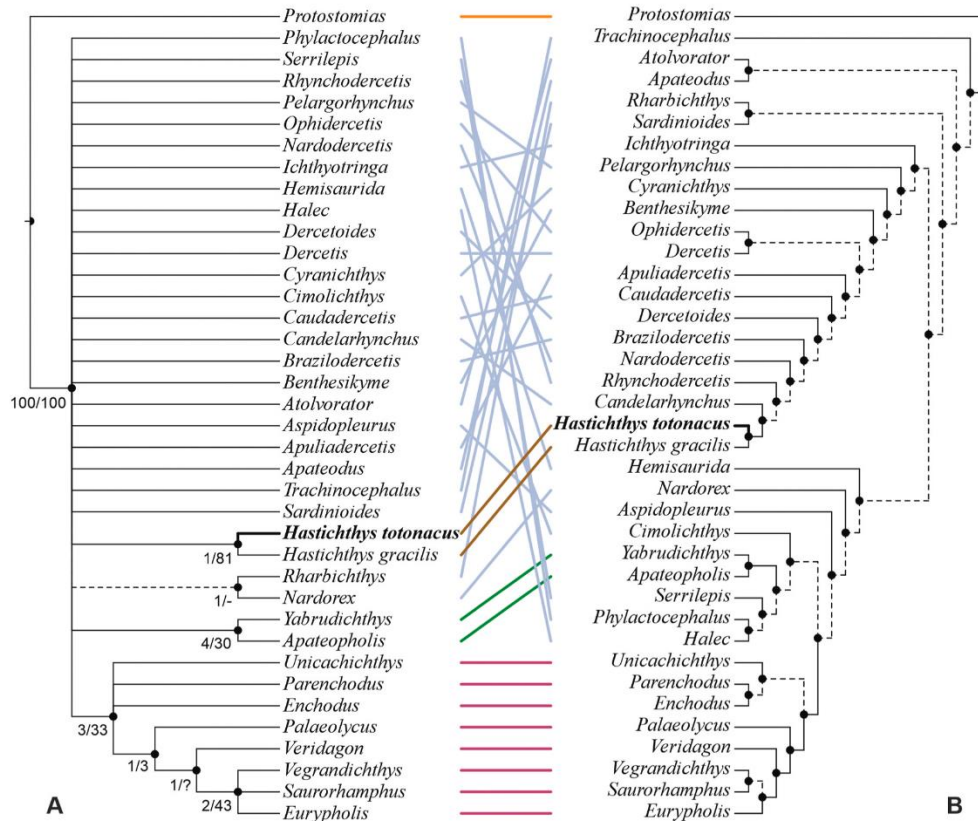 Protostomias
Phylactocephalus
Serrilepis
Rhynchodercetis
Pelargorhynchus
Ophidercetis
Nardodercetis
Ichthyotringa
Hemisaurida
Halec
Dercetoides
Dercetis
Cyranichthys
Cimolichthys
Caudadercetis
Candelarhynchus
Brazilodercetis
Benthesikyme
100/100
Atolvorator
Aspidopleurus
Apuliadercetis
Apateodus
Trachinocephalus
Sardinioides
Hastichthys totonacus
Hastichthys gracilis
1/81
Rharbichthys
Nardorex
1/-
Yabrudichthys
Apateopholis
4/30
Unicachichthys
Parenchodus
Enchodus
3/33
Palaeolycus
1/3
Veridagon
1/?
Vegrandichthys
Saurorhamphus
2/43
Eurypholis
A
Protostomias
Trachinocephalus
Atolvorator
Apateodus
Rharbichthys
Sardinioides
Ichthyotringa
Pelargorhynchus
Cyranichthys
Benthesikyme
Ophidercetis
Dercetis
Apuliadercetis
Caudadercetis
Dercetoides
Brazilodercetis
Nardodercetis
Rhynchodercetis
Candelarhynchus
Hastichthys totonacus
Hastichthys gracilis
Hemisaurida
Nardorex
Aspidopleurus
Cimolichthys
Yabrudichthys
Apateopholis
Serrilepis
Phylactocephalus
Halec
Unicachichthys
Parenchodus
Enchodus
Palaeolycus
Veridagon
Vegrandichthys
Saurorhamphus
Eurypholis
B